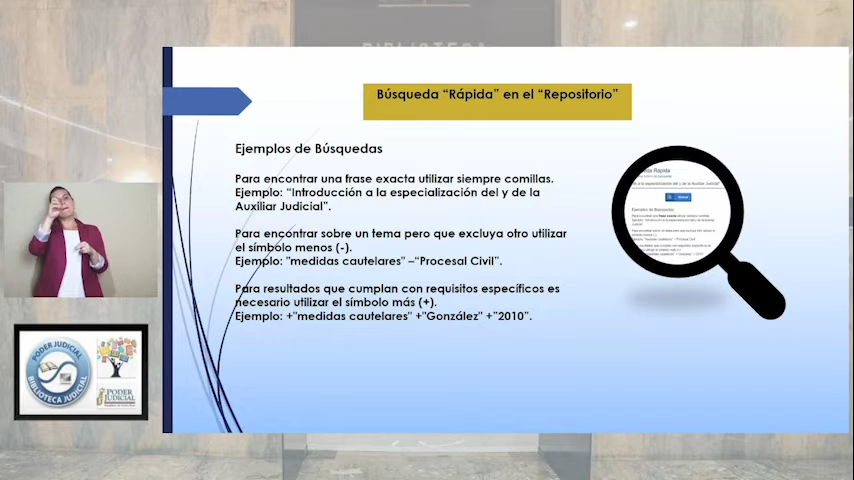 BIBLIOTECA
Búsqueda “Rápida” en el “Repositorio”
Ejemplos de Búsquedas
Para encontrar una frase exacta utilizar siempre comillas.
Ejemplo: “Introducción a la especialización del y de la
Auxiliar Judicial”.
Para encontrar sobre un tema pero que excluya otro utilizar
el símbolo menos (-).
Ejemplo: "medidas cautelares" –“Procesal Civil”.
Para resultados que cumplan con requisitos específicos es
necesario utilizar el símbolo más (+).
Ejemplo: +"medidas cautelares" +"González" +"2010".
PODER JUDICIAL
BIBLIOTECA JUDICIAL
PODER
JUDICIAL